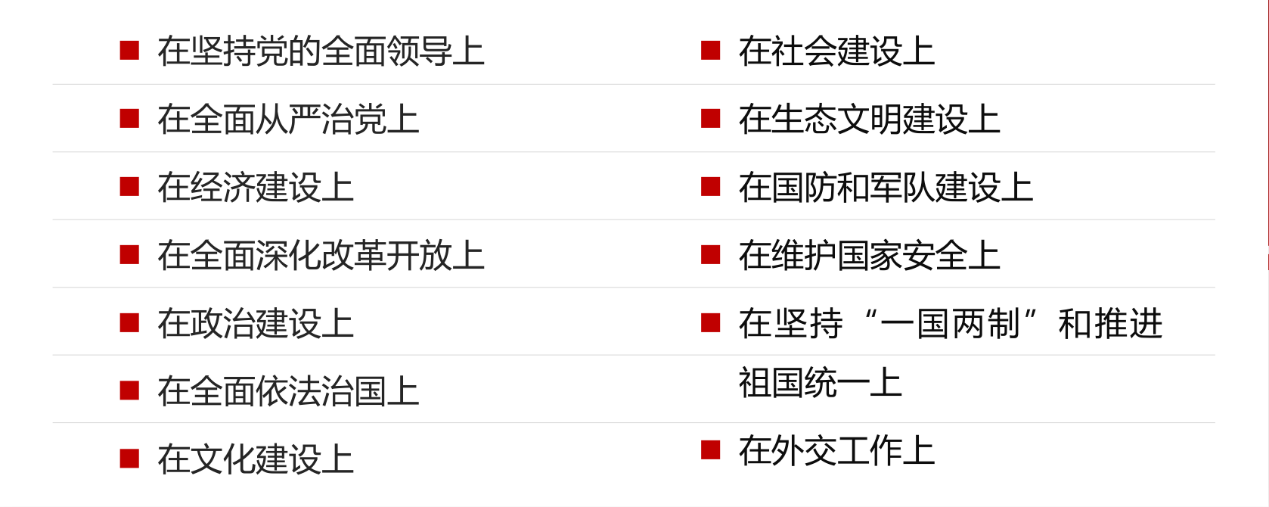 在坚持党的全面领导上
在全面从严治党上
在经济建设上
在全面深化改革开放上
在政治建设上
在全面依法治国上
在文化建设上
在社会建设上
在生态文明建设上
在国防和军队建设上
在维护国家安全上
在坚持“一国两制”和推进
祖国统一上
在外交工作上